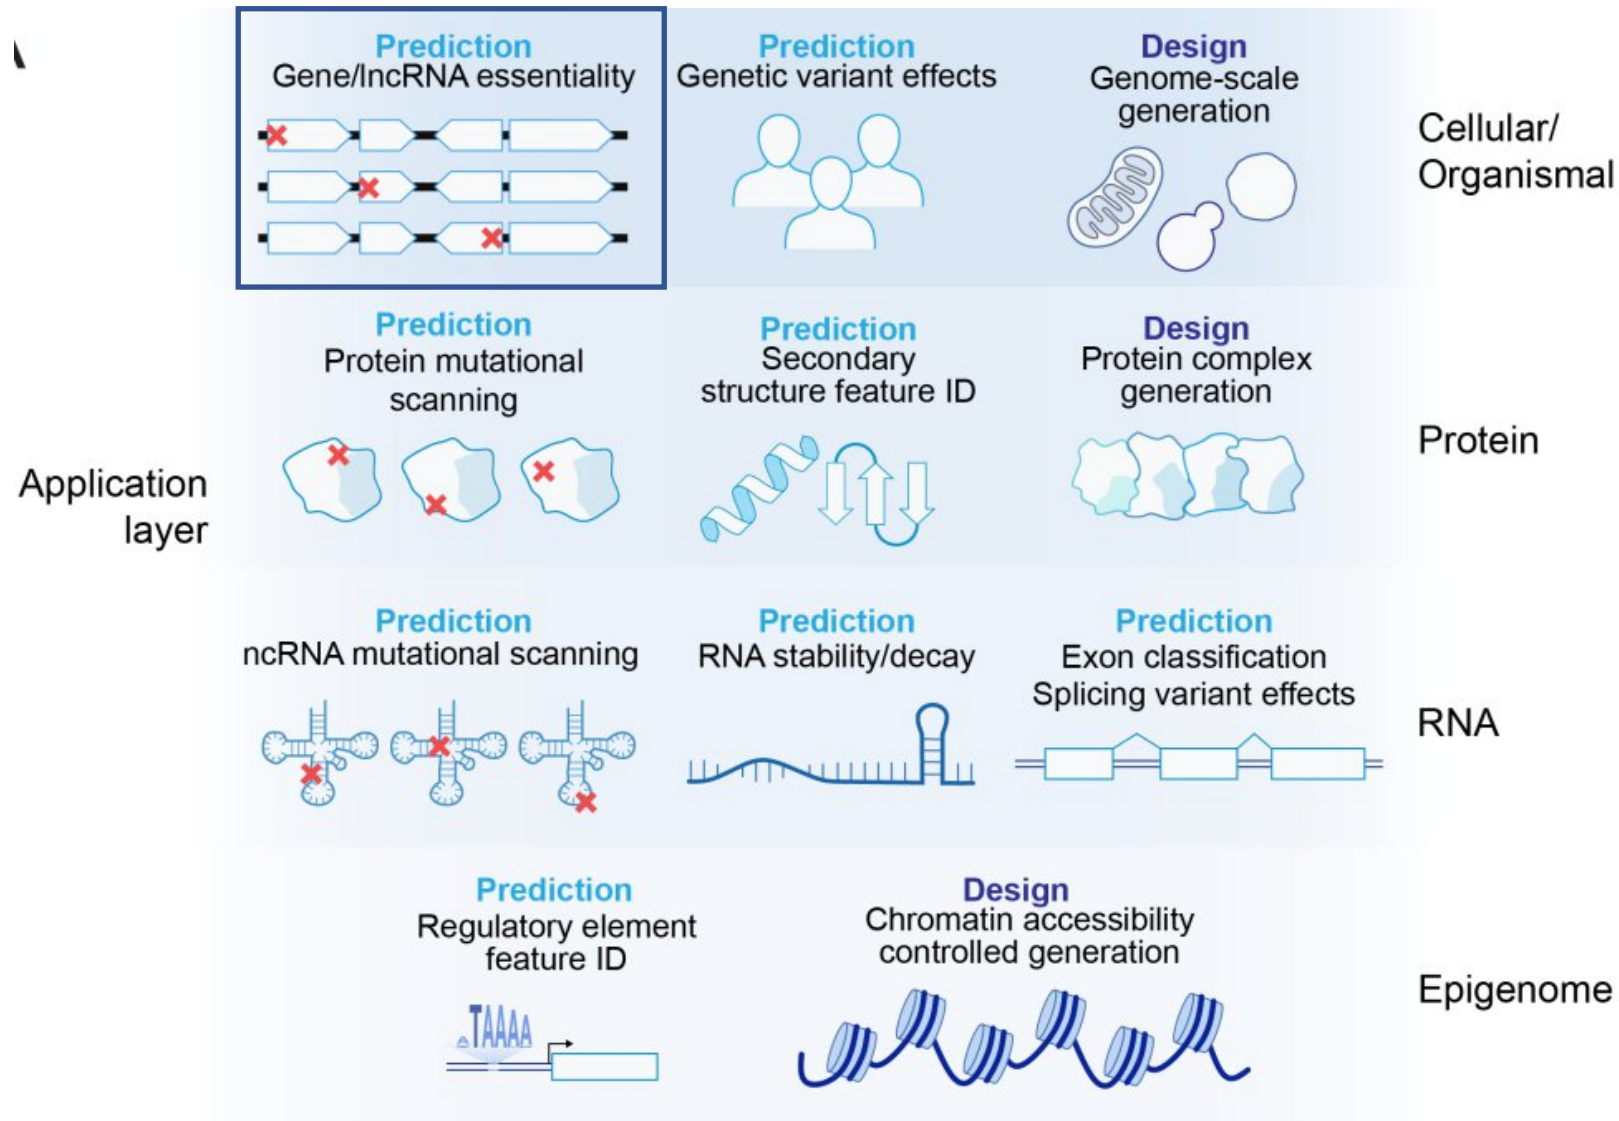 A
Prediction
Gene/lncRNA essentiality
Prediction
Genetic variant effects
Design
Genome-scale
generation
Cellular/
Organismal
Prediction
Protein mutational
scanning
Prediction
Secondary
structure feature ID
Design
Protein complex
generation
Protein
Application
layer
Prediction
ncRNA mutational scanning
Prediction
RNA stability/decay
Prediction
Exon classification
Splicing variant effects
RNA
Prediction
Regulatory element
feature ID
ATAAAA
Design
Chromatin accessibility
controlled generation
Epigenome